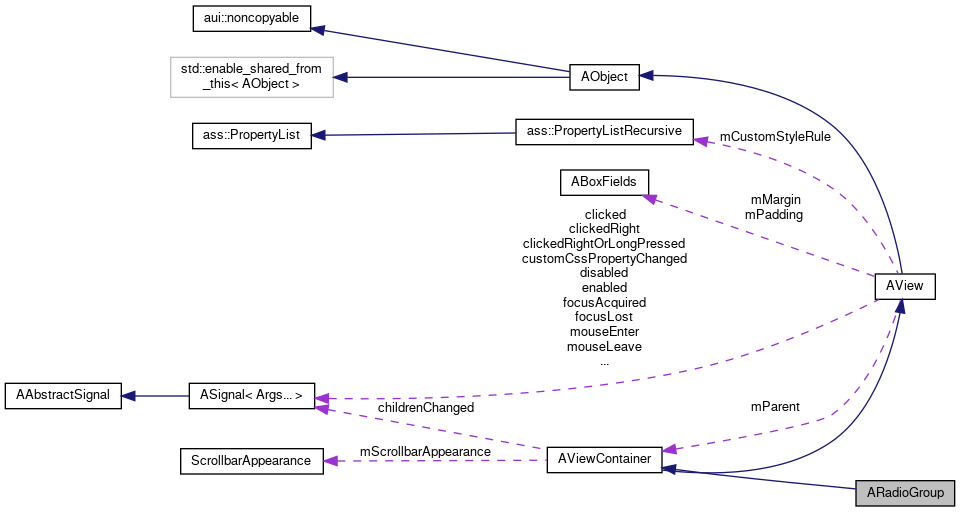 aui::noncopyable
std::enable_shared_from
_this< AObject >
AObject
ass::PropertyList
ass::PropertyListRecursive
mCustomStyleRule
ABoxFields
mMargin
mPadding
clicked
clickedRight
clickedRightOrLongPressed
customCssPropertyChanged
disabled
enabled
focusAcquired
focusLost
mouseEnter
mouseLeave
...
AView
AAbstractSignal
ASignal< Args... >
childrenChanged
mParent
ScrollbarAppearance
mScrollbarAppearance
AViewContainer
ARadioGroup